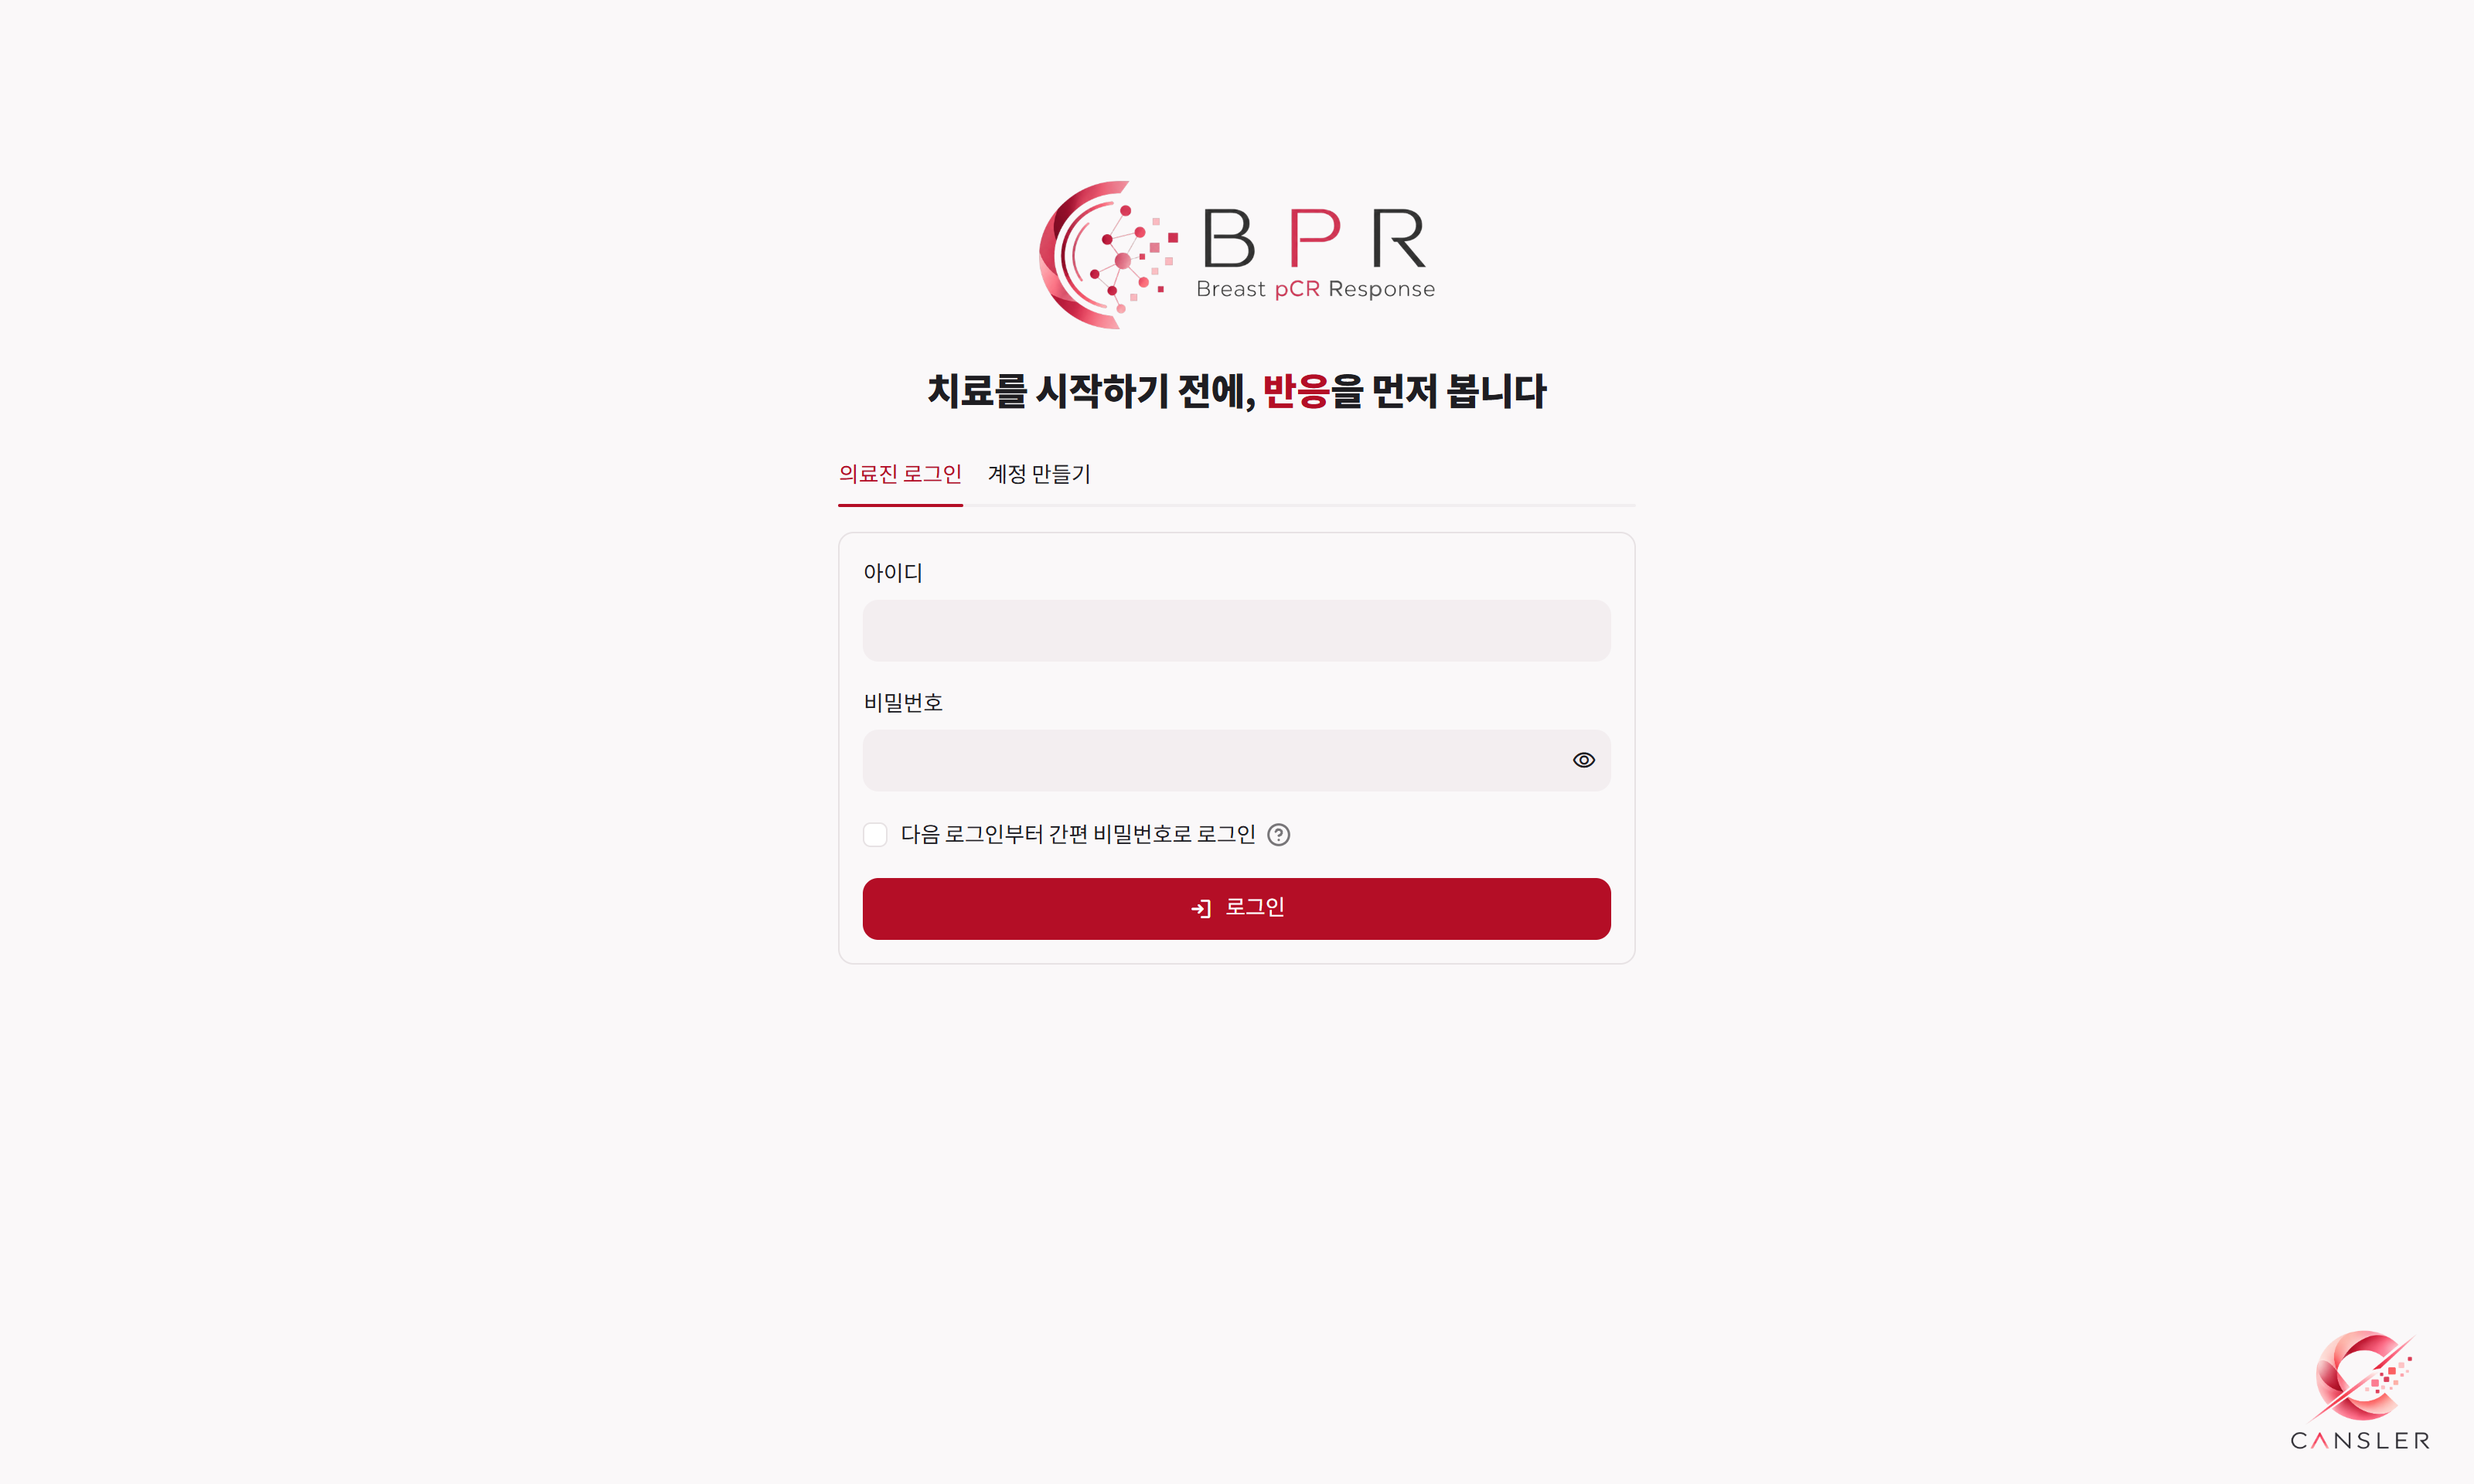 B P R
Breast pCR Response
치료를 시작하기 전에, 반응을 먼저 봅니다
의료진 로그인 계정 만들기
아이디
비밀번호
다음 로그인부터 간편 비밀번호로 로그인
로그인
CANSLER